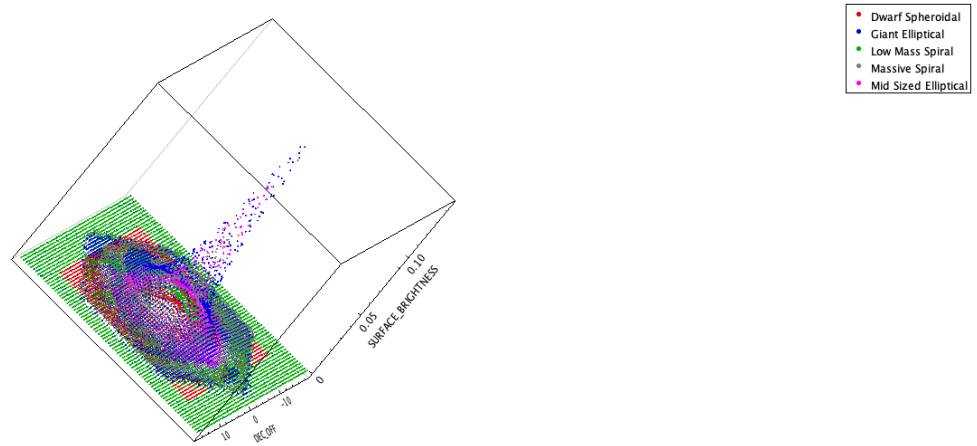 Dwarf Spheroidal
Giant Elliptical
Low Mass Spiral
Massive Spiral
Mid Sized Elliptical
0.10
0.05
0
SURFACE_BRIGHTNESS
-10
0
10
DEC_OFF